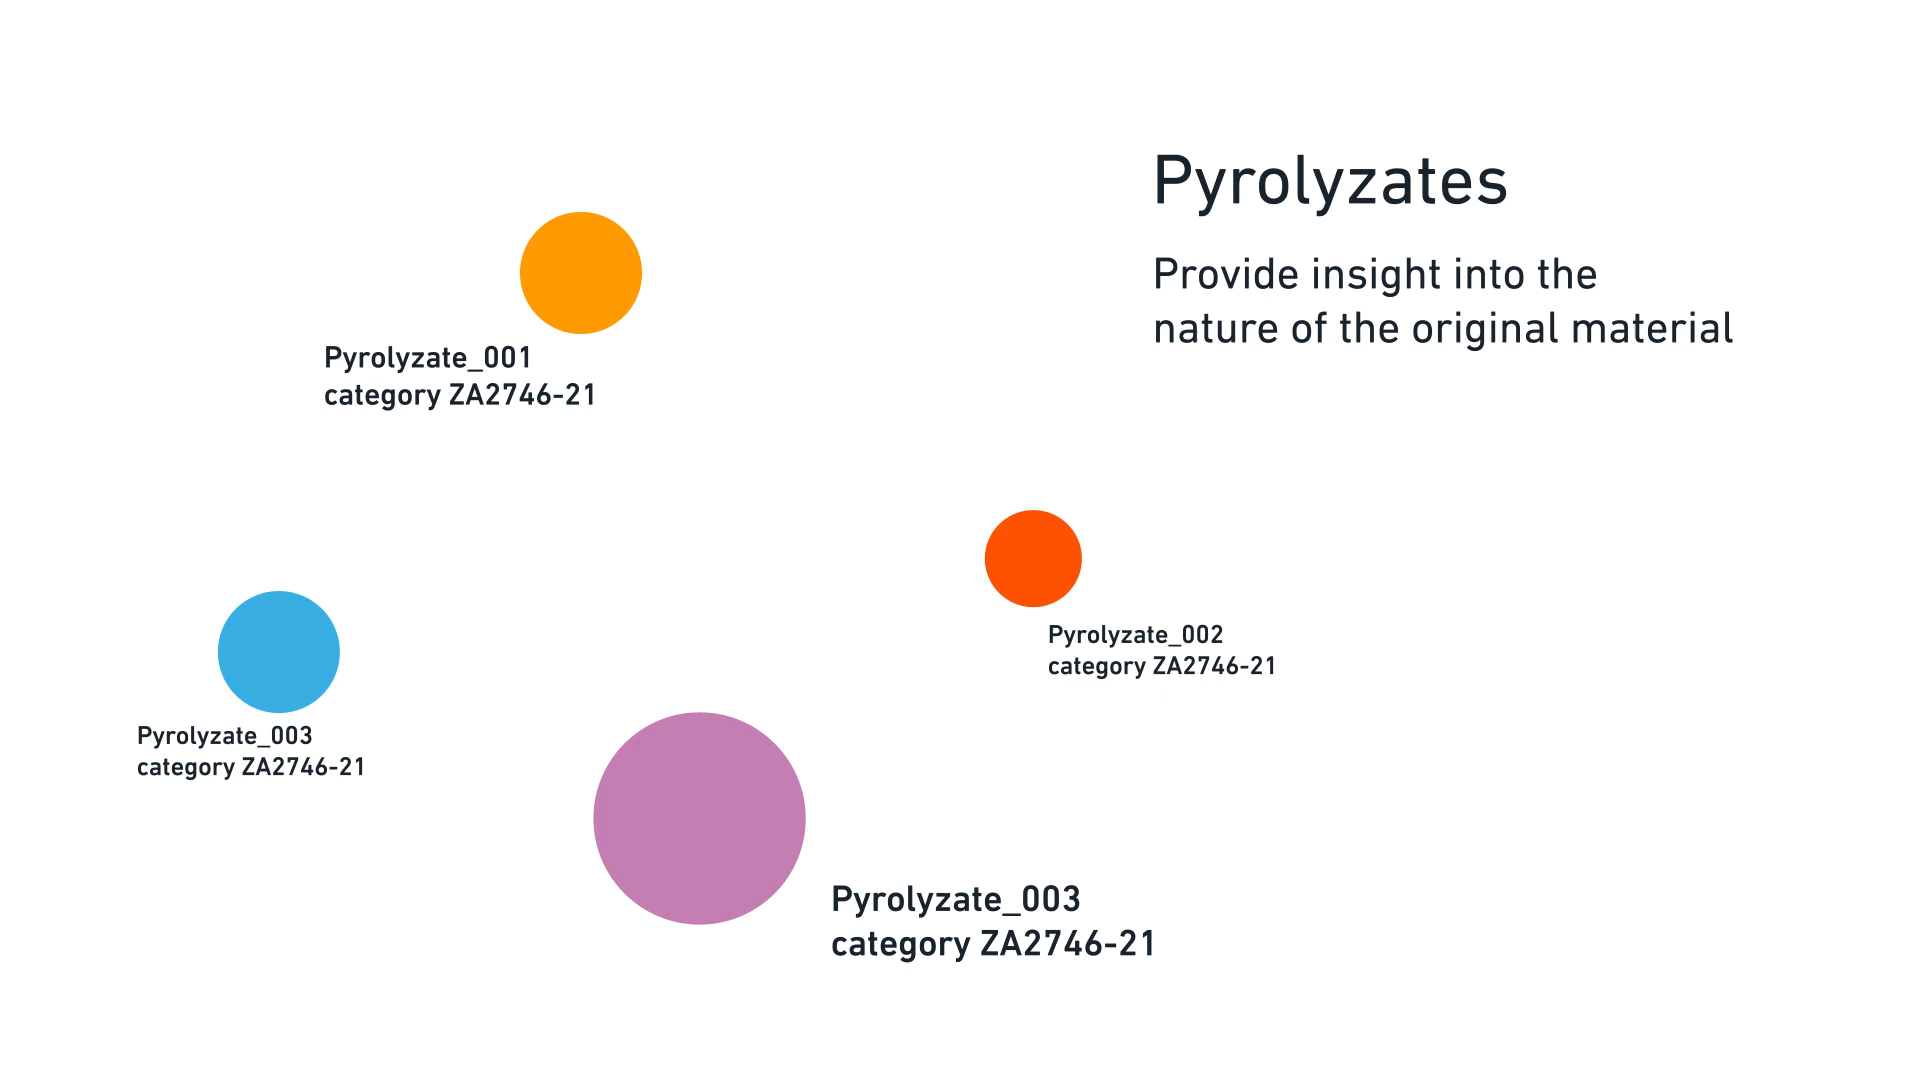 Pyrolyzates
Provide insight into the
nature of the original material
Pyrolyzate_001
category ZA2746-21
Pyrolyzate_002
category ZA2746-21
Pyrolyzate_003
category ZA2746-21
Pyrolyzate_003
category ZA2746-21